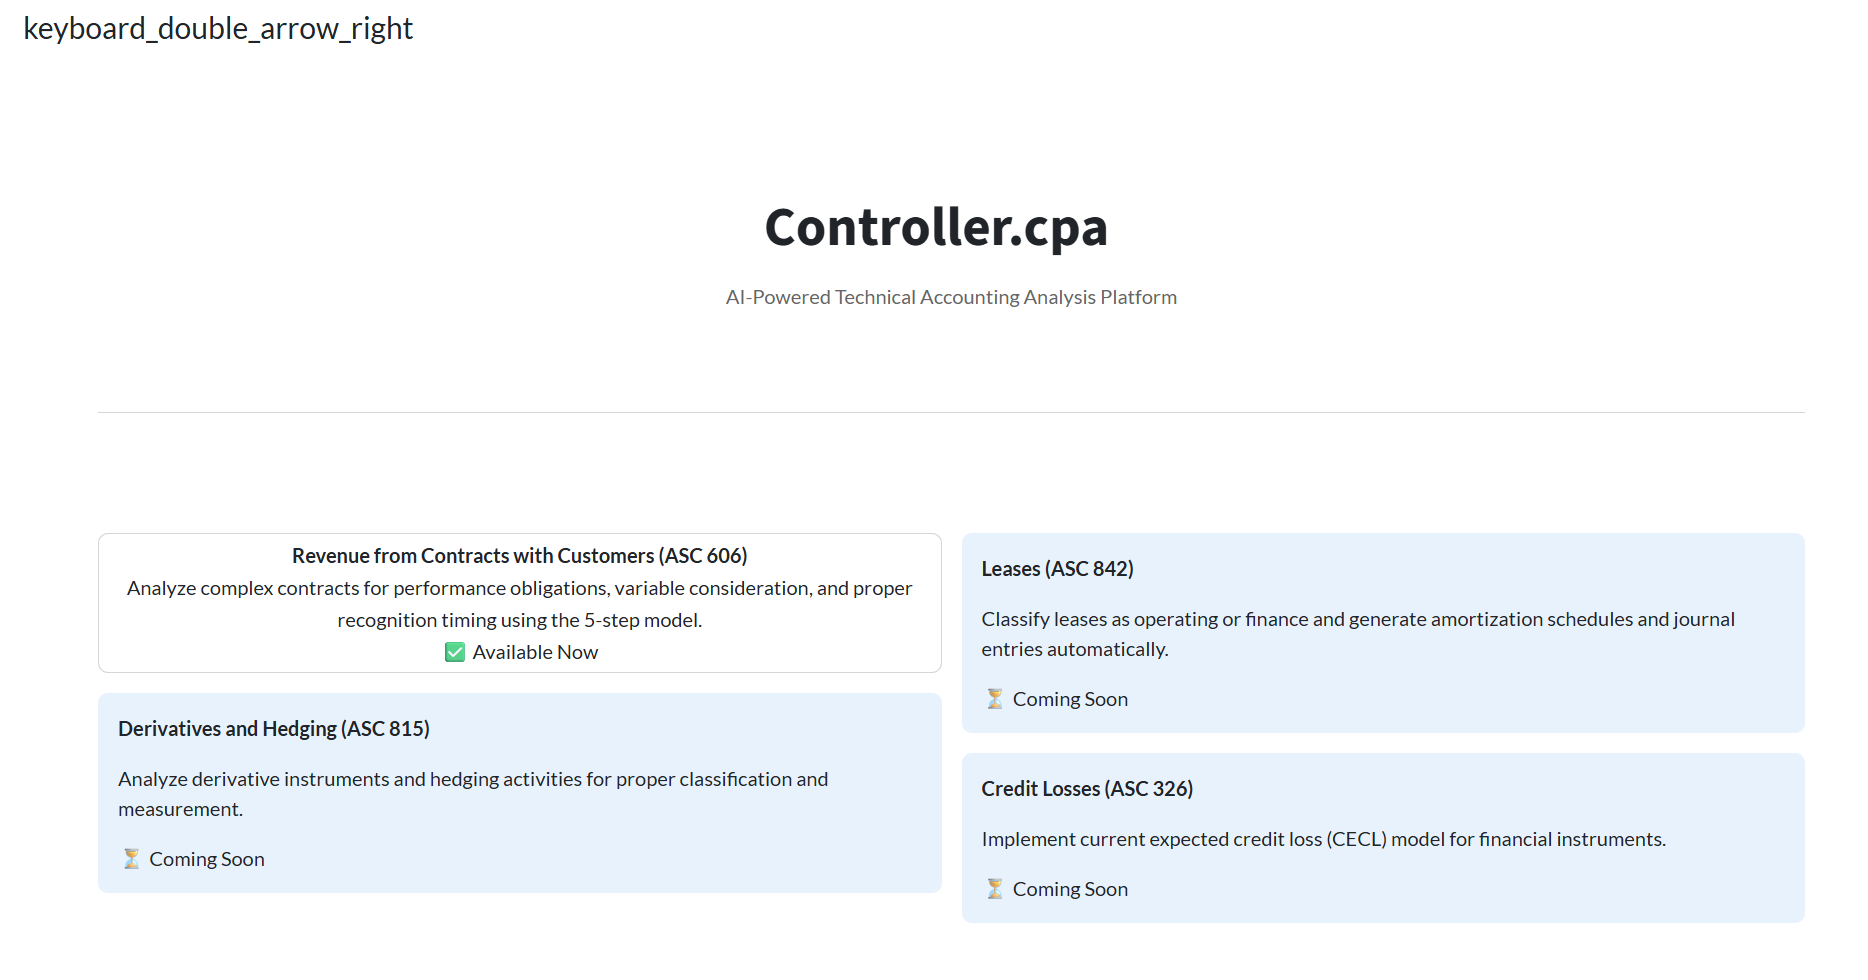 keyboard_double_arrow_right
Controller.cpa
AI-Powered Technical Accounting Analysis Platform
Revenue from Contracts with Customers (ASC 606)
Analyze complex contracts for performance obligations, variable consideration, and proper
recognition timing using the 5-step model.
✅ Available Now
Derivatives and Hedging (ASC 815)
Analyze derivative instruments and hedging activities for proper classification and
measurement.
⏳ Coming Soon
Leases (ASC 842)
Classify leases as operating or finance and generate amortization schedules and journal
entries automatically.
⏳ Coming Soon
Credit Losses (ASC 326)
Implement current expected credit loss (CECL) model for financial instruments.
⏳ Coming Soon